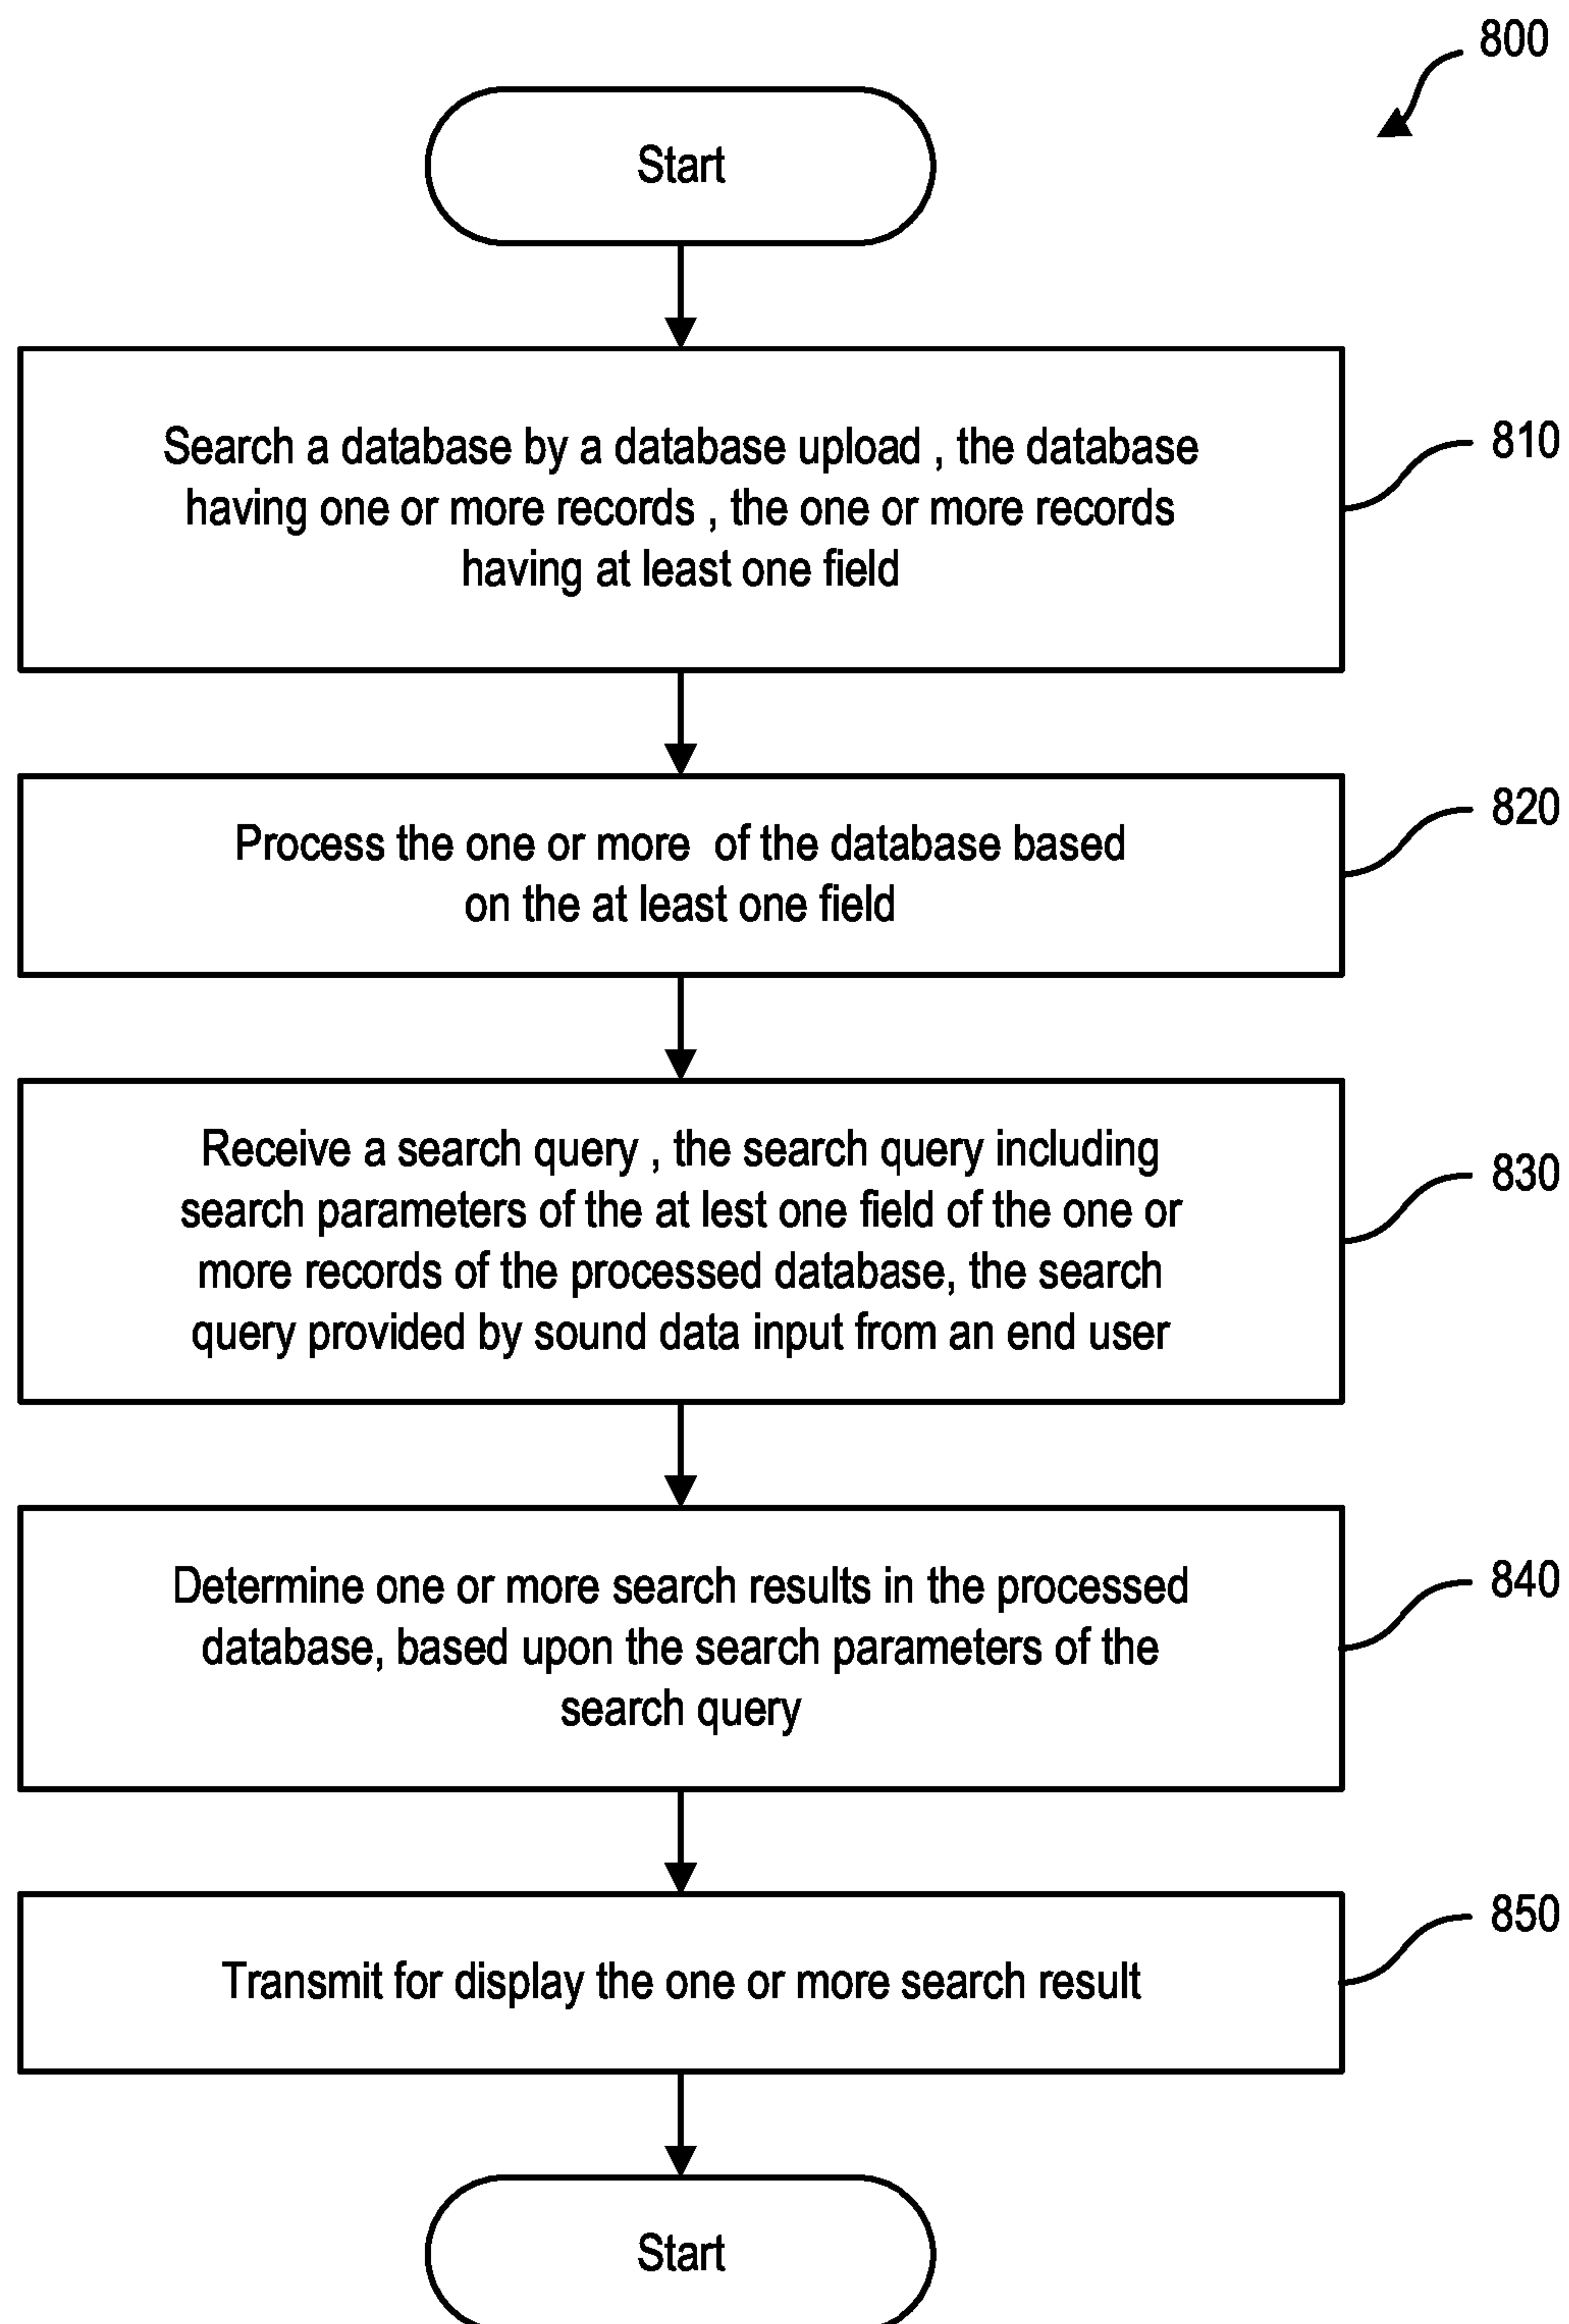 800
Start
Search a database by a database upload , the database
having one or more records , the one or more records
having at least one field
810
Process the one or more  of the database based
on the at least one field
820
Receive a search query , the search query including
search parameters of the at lest one field of the one or
more records of the processed database, the search
query provided by sound data input from an end user
830
Determine one or more search results in the processed
database, based upon the search parameters of the
search query
840
Transmit for display the one or more search result
850
Start